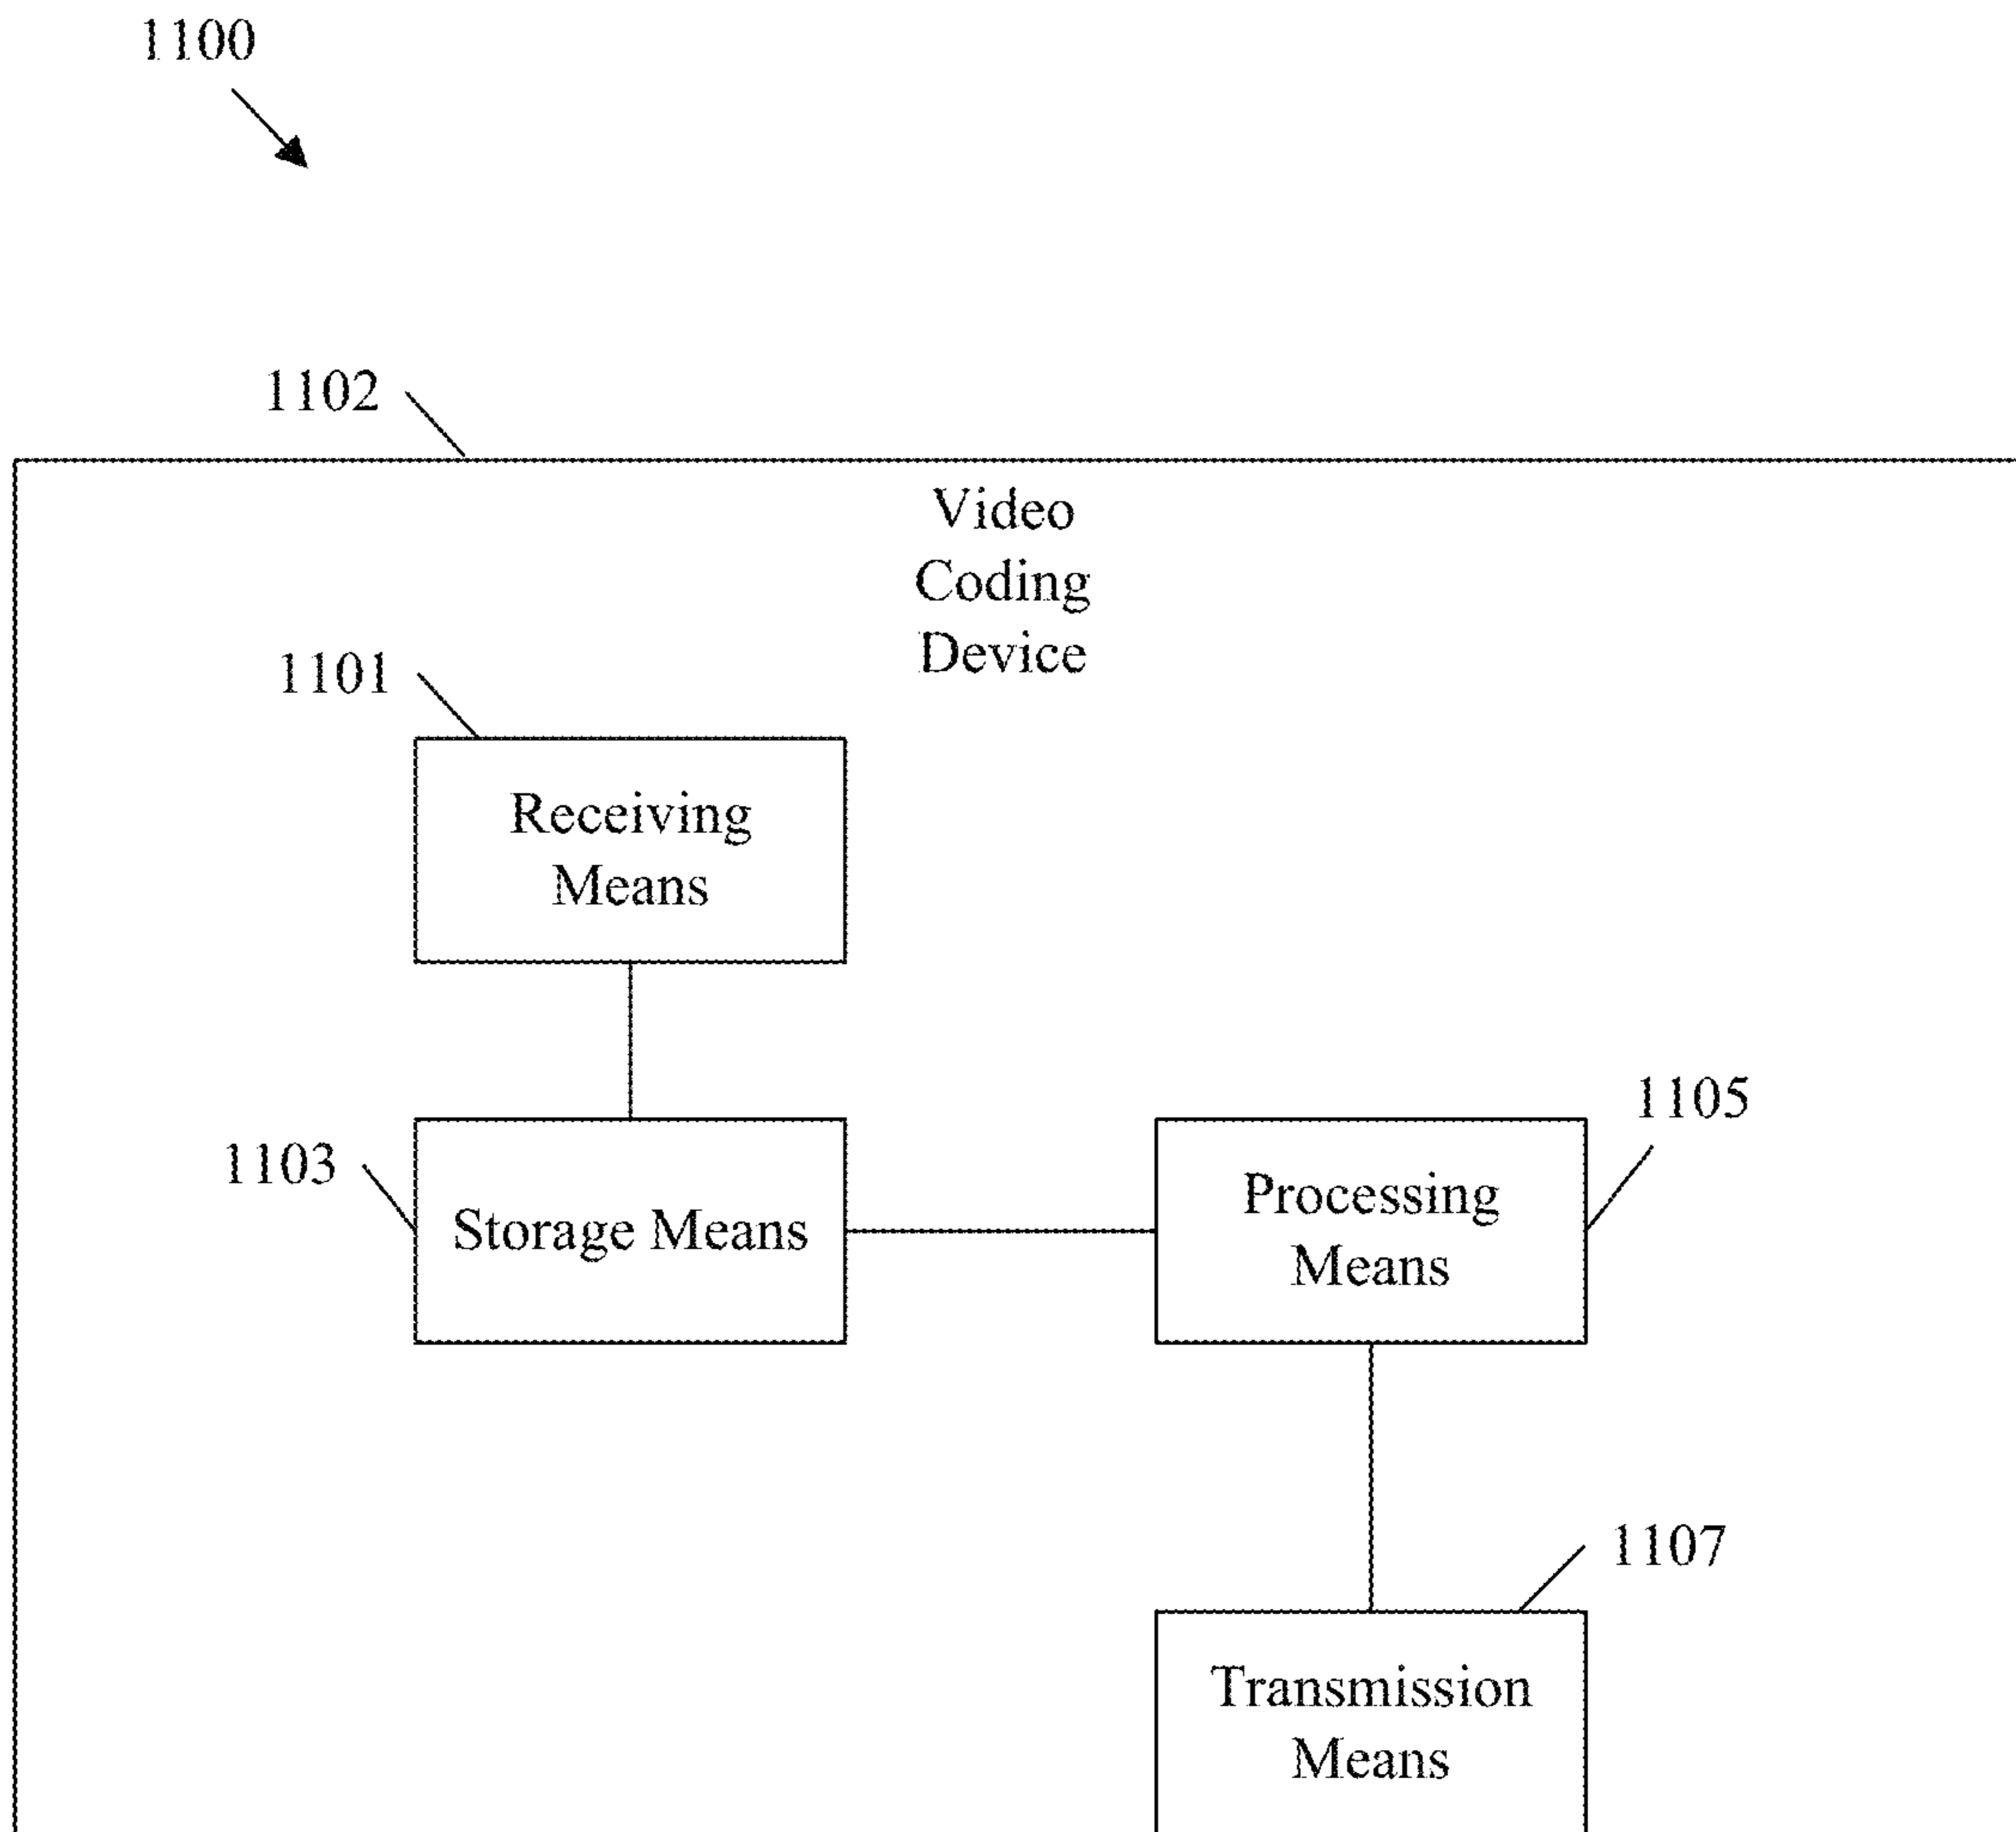 1100
1102
Video
Coding
Device
1101
Receiving
Means
1105
1103
Storage Means
Processing
Means
1107
Transmission
Means